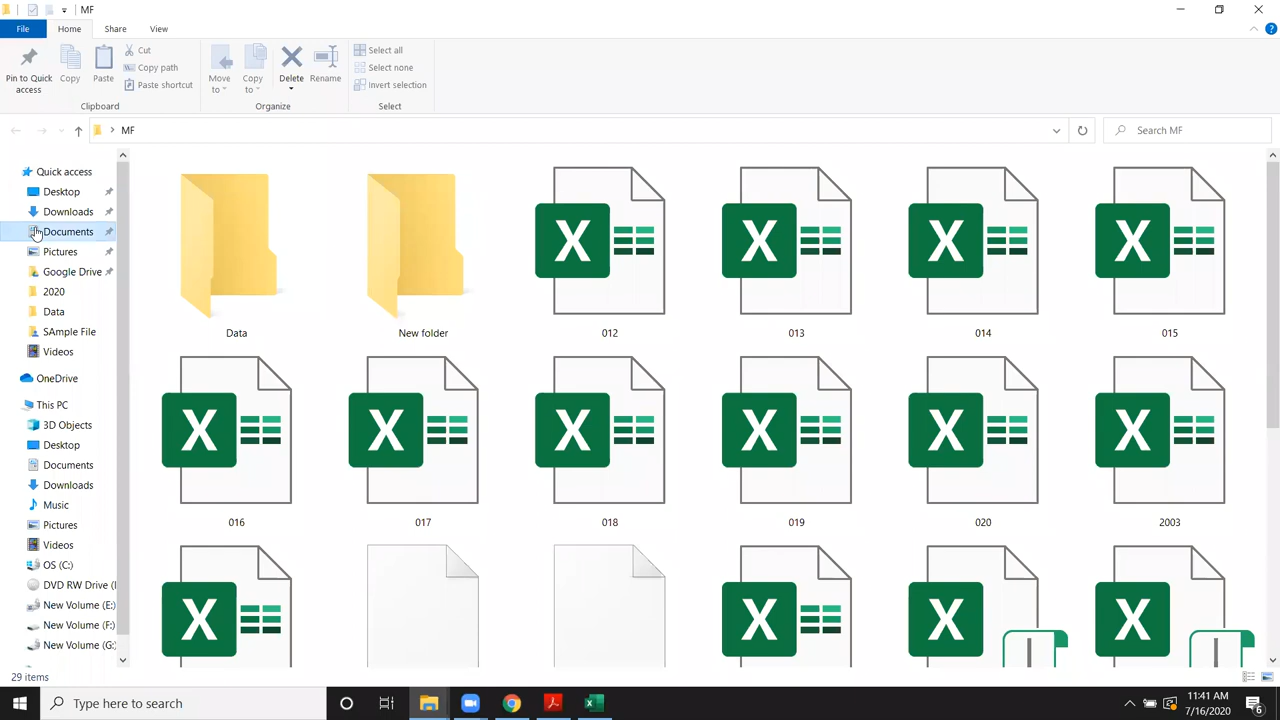 MF
File Home Share View
Pin to Quick access
Copy
Paste
Cut
Copy path
Paste shortcut
Clipboard
Move to
Copy to
Delete
Rename
Organize
Select all
Select none
Invert selection
Select
MF
Search MF
Quick access
Desktop
Downloads
Documents
Pictures
Google Drive
2020
Data
SAmple File
Videos
OneDrive
This PC
3D Objects
Desktop
Documents
Downloads
Music
Pictures
Videos
OS (C:)
DVD RW Drive (
New Volume (E:)
New Volume (F:)
New Volume (G:
Data New folder 012 013 014 015
016 017 018 019 020 2003
29 items
Type here to search
11:41 AM
7/16/2020
6